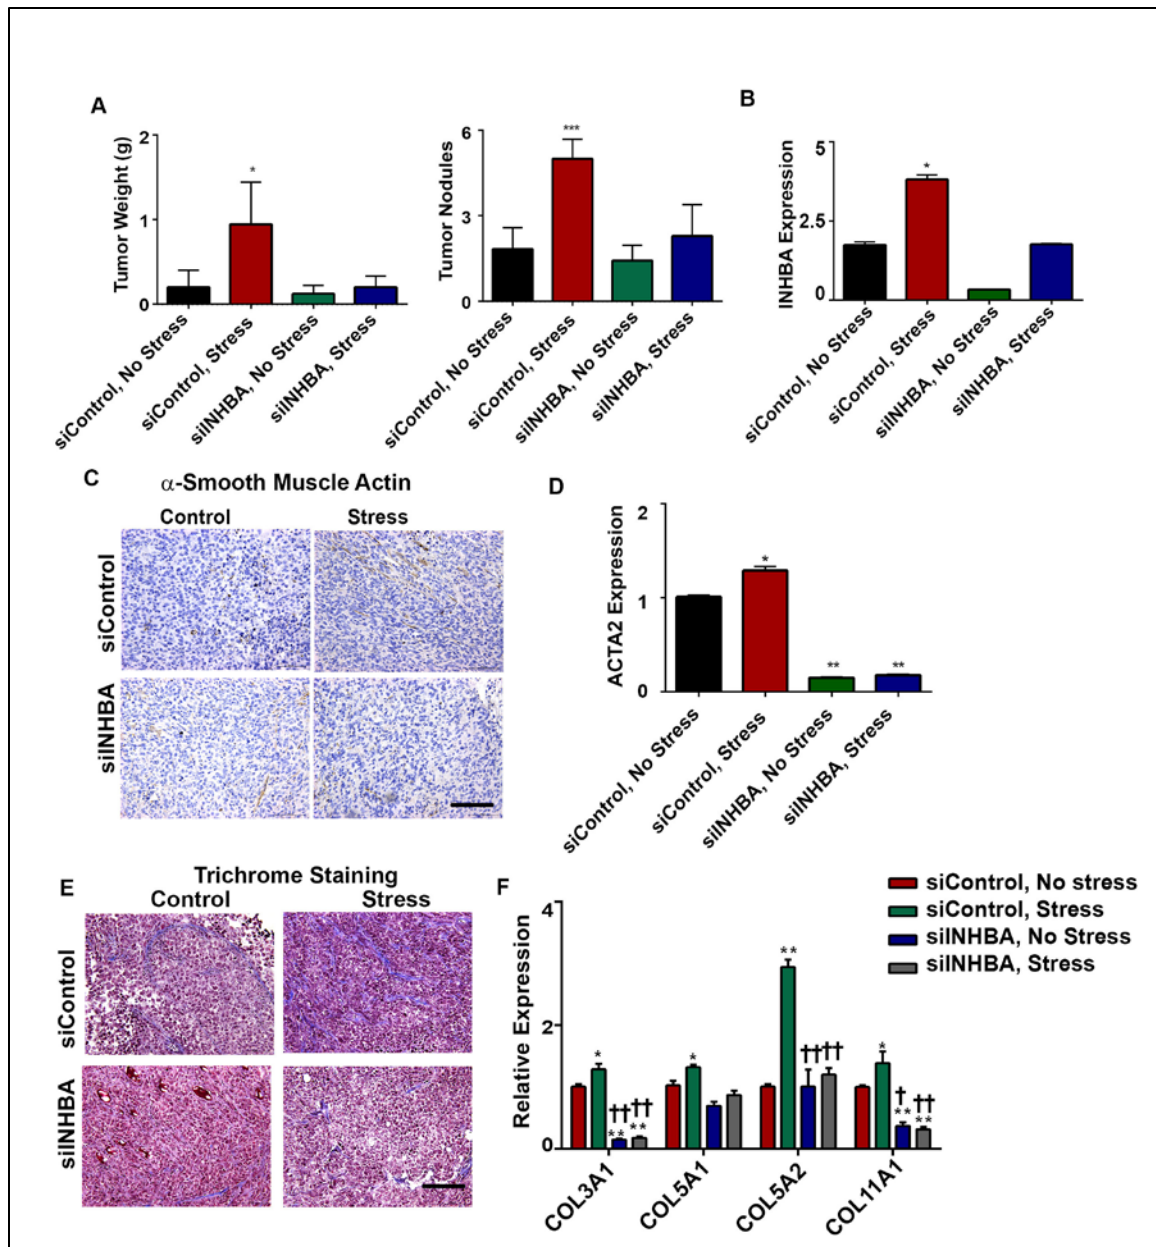 A
B
Tumor Weight (g)
2
1
0
*
siControl, No Stress
siControl, Stress
siINHBA, No Stress
siINHBA, Stress
Tumor Nodules
6
3
0
***
siControl, No Stress
siControl, Stress
siINHBA, No Stress
siINHBA, Stress
INHBA Expression
5
2.5
0
*
siControl, No Stress
siControl, Stress
siINHBA, No Stress
siINHBA, Stress
C
α-Smooth Muscle Actin
Control Stress
siControl
siINHBA
D
ACTA2 Expression
2
1
0
*
**
**
siControl, No Stress
siControl, Stress
siINHBA, No Stress
siINHBA, Stress
E
Trichrome Staining
Control Stress
siControl
siINHBA
F
siControl, No stress
siControl, Stress
siINHBA, No Stress
siINHBA, Stress
Relative Expression
4
2
0
* †† ** †† **
*
** †† ††
* † ** †† **
COL3A1
COL5A1
COL5A2
COL11A1